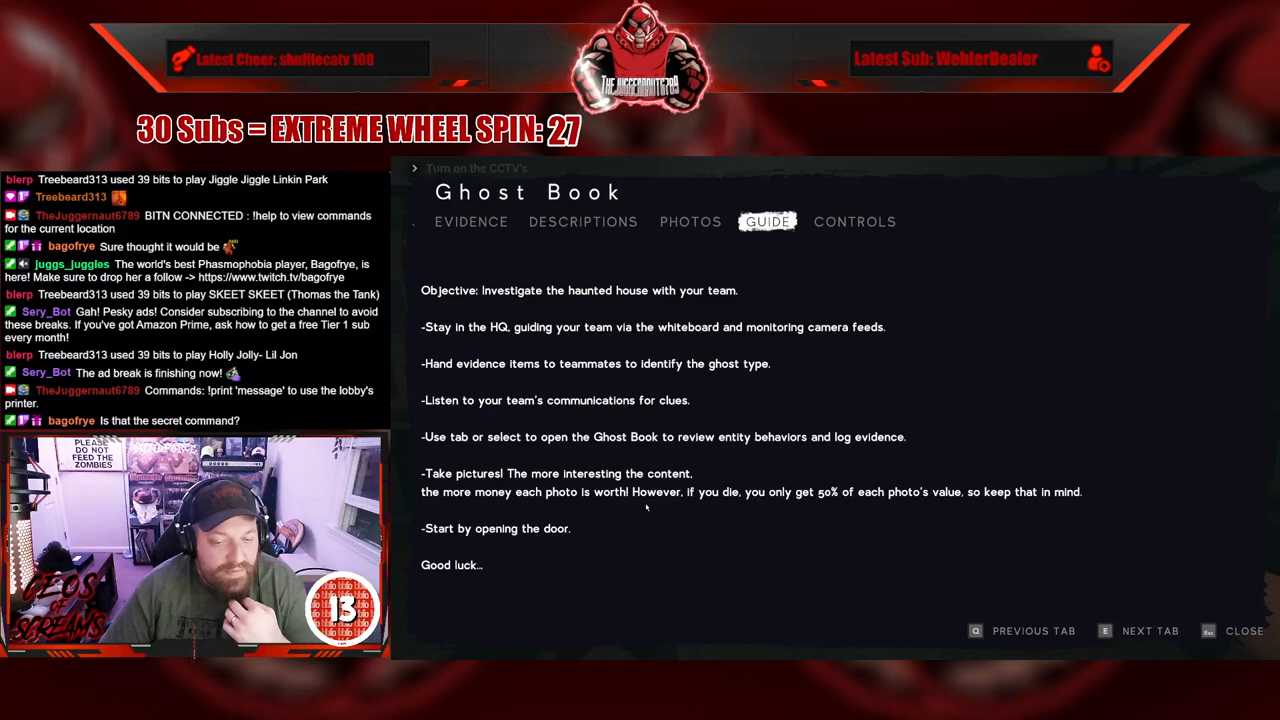 Latest Cheer: shufflecatv 100
THEJUGGERNAUT6789
Latest Sub: WehlerDealer
30 Subs = EXTREME WHEEL SPIN: 27
blerp Treebeard313 used 39 bits to play Jiggle Jiggle Linkin Park
Treebeard313
TheJuggernaut6789 BITN CONNECTED : !help to view commands
for the current location
bagofrye Sure thought it would be
juggs_juggles The world's best Phasmophobia player, Bagofrye, is
here! Make sure to drop her a follow -> https://www.twitch.tv/bagofrye
blerp Treebeard313 used 39 bits to play SKEET SKEET (Thomas the Tank)
Sery_Bot Gah! Pesky ads! Consider subscribing to the channel to avoid
these breaks. If you've got Amazon Prime, ask how to get a free Tier 1 sub
every month!
blerp Treebeard313 used 39 bits to play Holly Jolly- Lil Jon
Sery_Bot The ad break is finishing now!
TheJuggernaut6789 Commands: !print 'message' to use the lobby's
printer.
bagofrye Is that the secret command?
PLEASE
DO NOT
FEED THE
ZOMBIES
CEOS
OF
SCREAMS
13
Turn on the CCTV's
Ghost Book
EVIDENCE DESCRIPTIONS PHOTOS GUIDE CONTROLS
Objective: Investigate the haunted house with your team.
-Stay in the HQ, guiding your team via the whiteboard and monitoring camera feeds.
-Hand evidence items to teammates to identify the ghost type.
-Listen to your team's communications for clues.
-Use tab or select to open the Ghost Book to review entity behaviors and log evidence.
-Take pictures! The more interesting the content,
the more money each photo is worth! However, if you die, you only get 50% of each photo's value, so keep that in mind.
-Start by opening the door.
Good luck...
Q PREVIOUS TAB E NEXT TAB Esc CLOSE